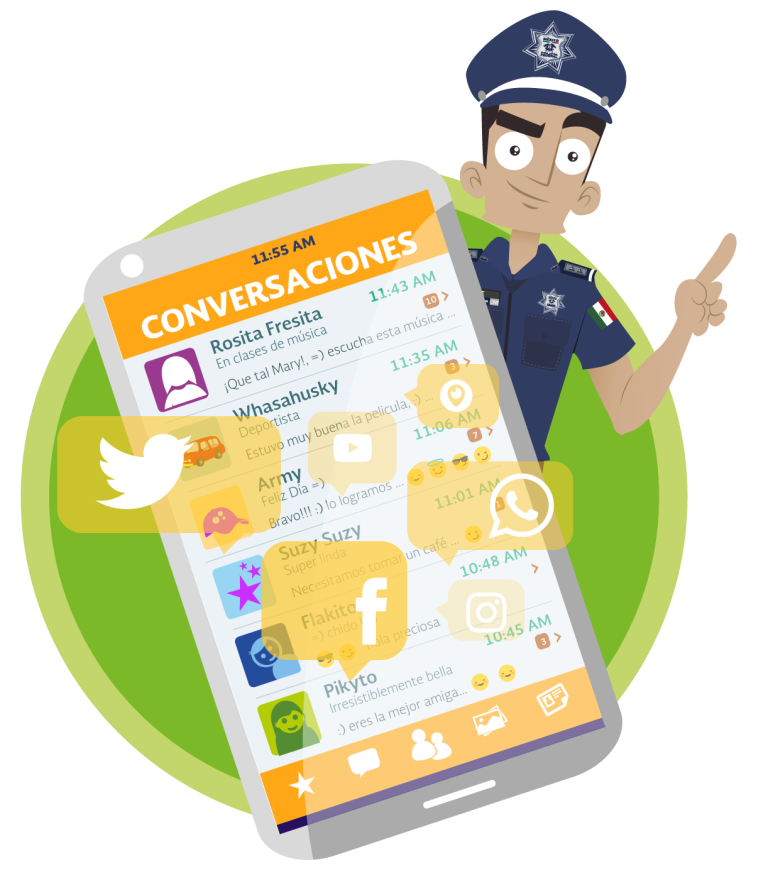 11:55 AM
CONVERSACIONES
Rosita Fresita
11:43 AM
En clases de música
10
¡Que tal Mary!, =) escucha esta música ...
Whasahusky
11:35 AM
Deportista
3
Estuvo muy buena la película, :) ...
Army
11:06 AM
Feliz Día =)
7
Bravo!!! :) lo logramos ...
Suzy Suzy
11:01 AM
Super linda
Necesitamos tomar un café ...
Flakito
10:48 AM
=) chido
Hola preciosa
Pikyto
10:45 AM
Irresistiblemente bella
3
:) eres la mejor amiga...